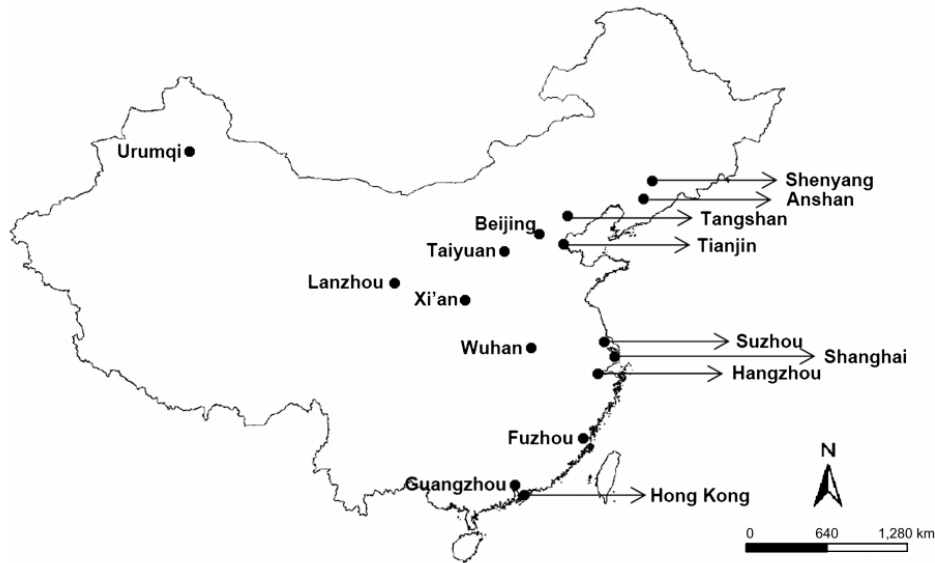 Urumqi
Shenyang
Anshan
Tangshan
Beijing
Tianjin
Taiyuan
Lanzhou
Xi'an
Suzhou
Wuhan
Shanghai
Hangzhou
Fuzhou
N
Guangzhou
Hong Kong
0 640 1,280 km